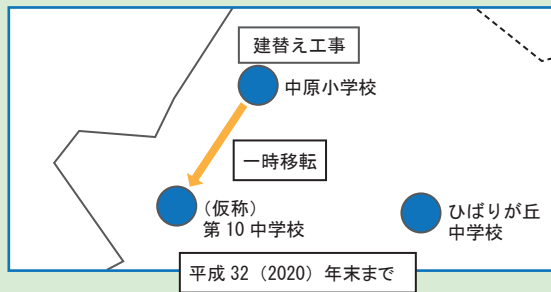 建替え工事
中原小学校
一時移転
(仮称)
第 10 中学校
ひばりが丘
中学校
平成 32(2020)年末まで